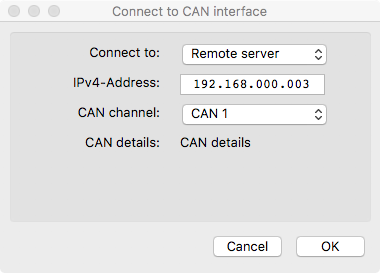 Connect to CAN interface
Connect to: Remote server
IPv4-Address: 192.168.000.003
CAN channel: CAN 1
CAN details: CAN details
Cancel OK